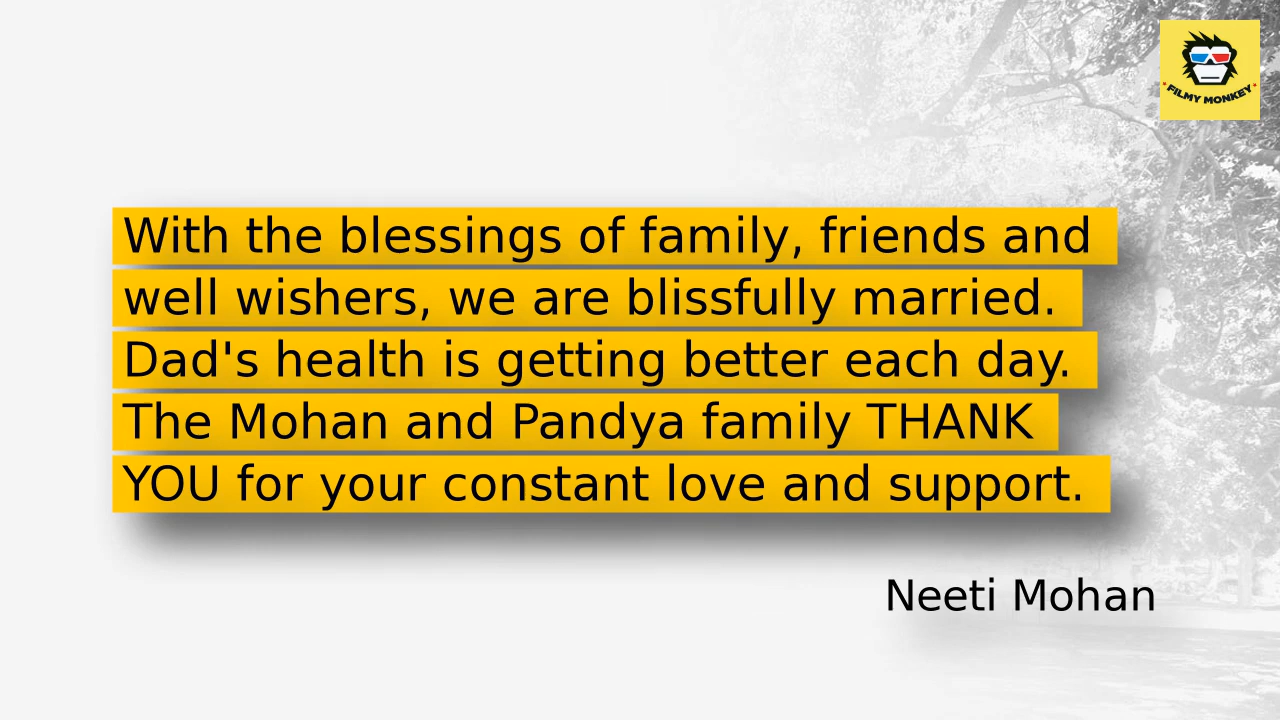 FILMY MONKEY
With the blessings of family, friends and
well wishers, we are blissfully married.
Dad's health is getting better each day.
The Mohan and Pandya family THANK
YOU for your constant love and support.
Neeti Mohan